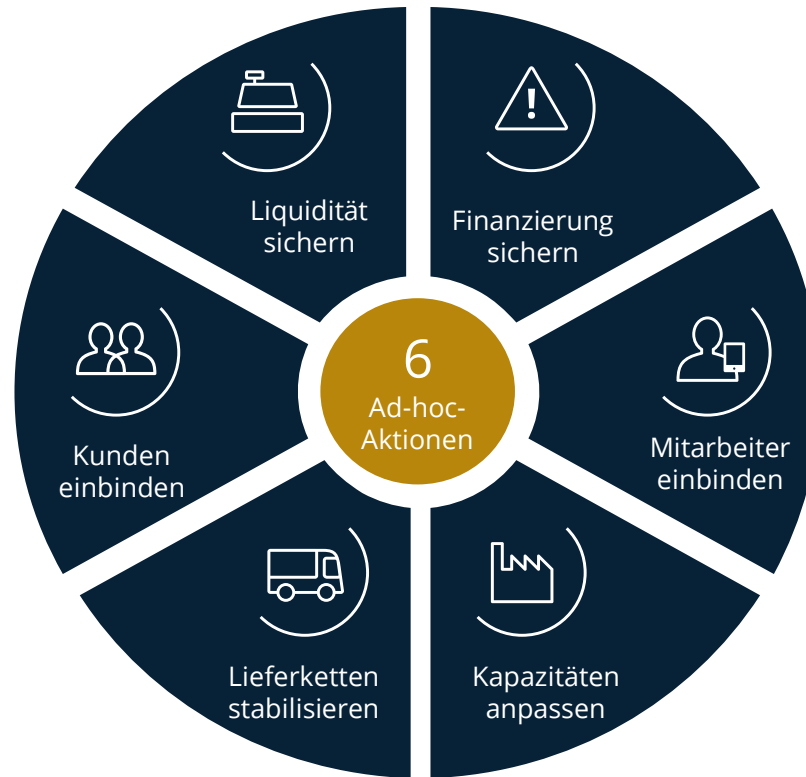 Liquidität
sichern
Finanzierung
sichern
Kunden
einbinden
6
Ad-hoc-
Aktionen
Mitarbeiter
einbinden
Lieferketten
stabilisieren
Kapazitäten
anpassen